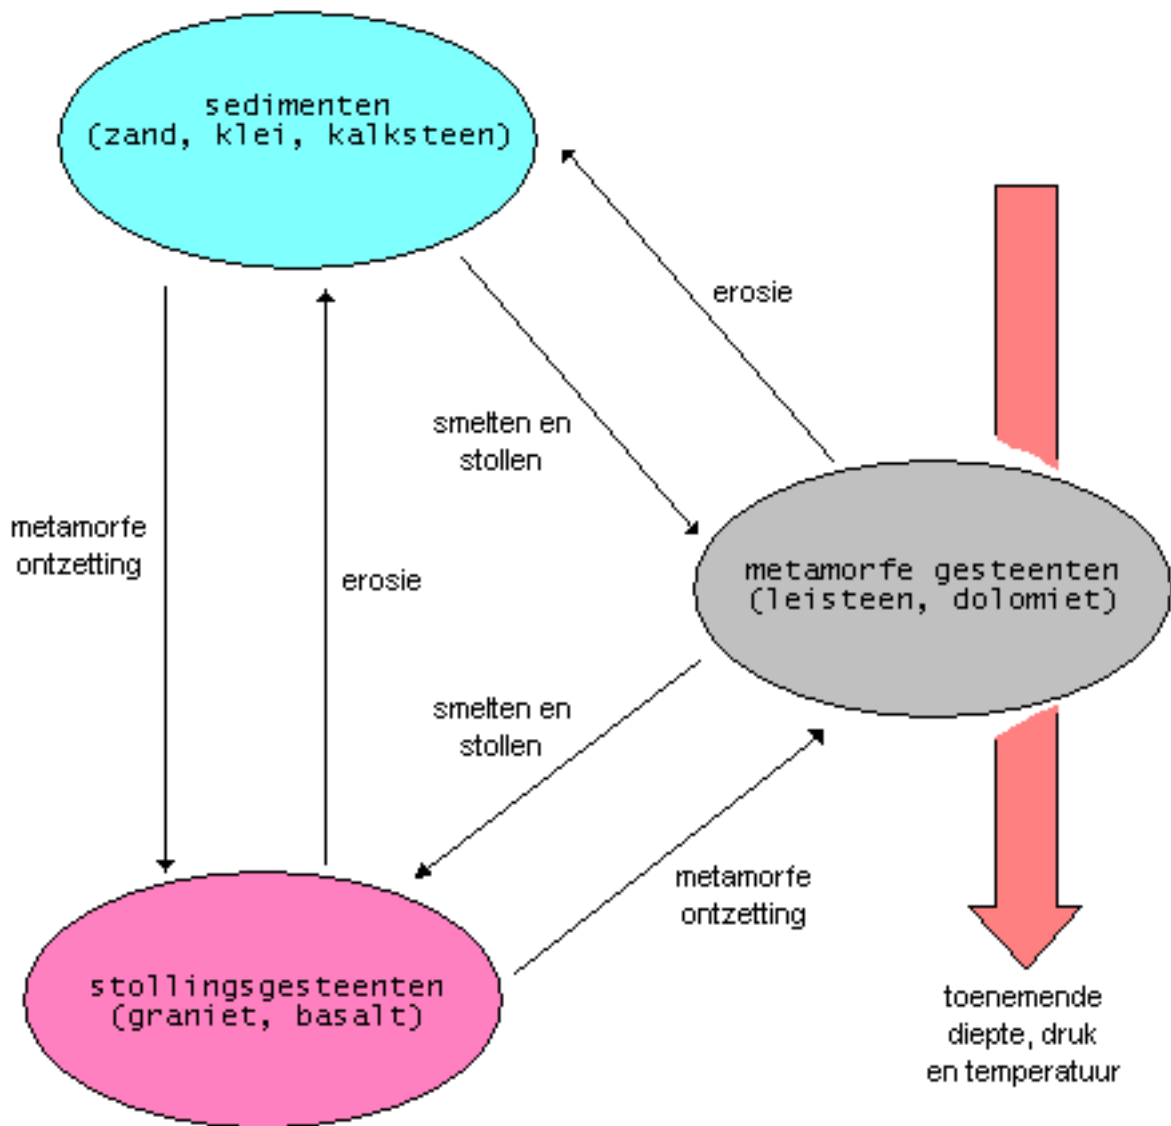 sedimenten
(zand, klei, kalksteen)
erosie
smelten en
stollen
metamorfe
ontzetting
erosie
metamorfe gesteenten
(leisteen, dolomiet)
smelten en
stollen
metamorfe
ontzetting
stollingsgesteenten
(graniet, basalt)
toenemende
diepte, druk
en temperatuur